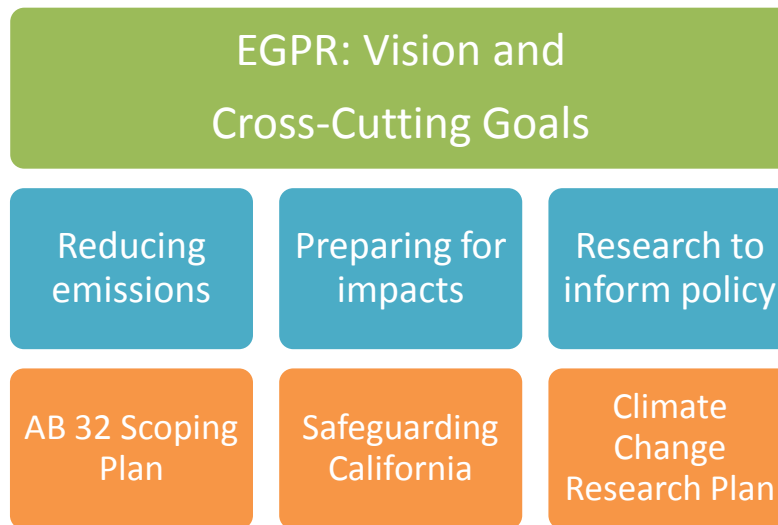 EGPR: Vision and
Cross-Cutting Goals
Reducing
emissions
Preparing for
impacts
Research to
inform policy
AB 32 Scoping
Plan
Safeguarding
California
Climate
Change
Research Plan